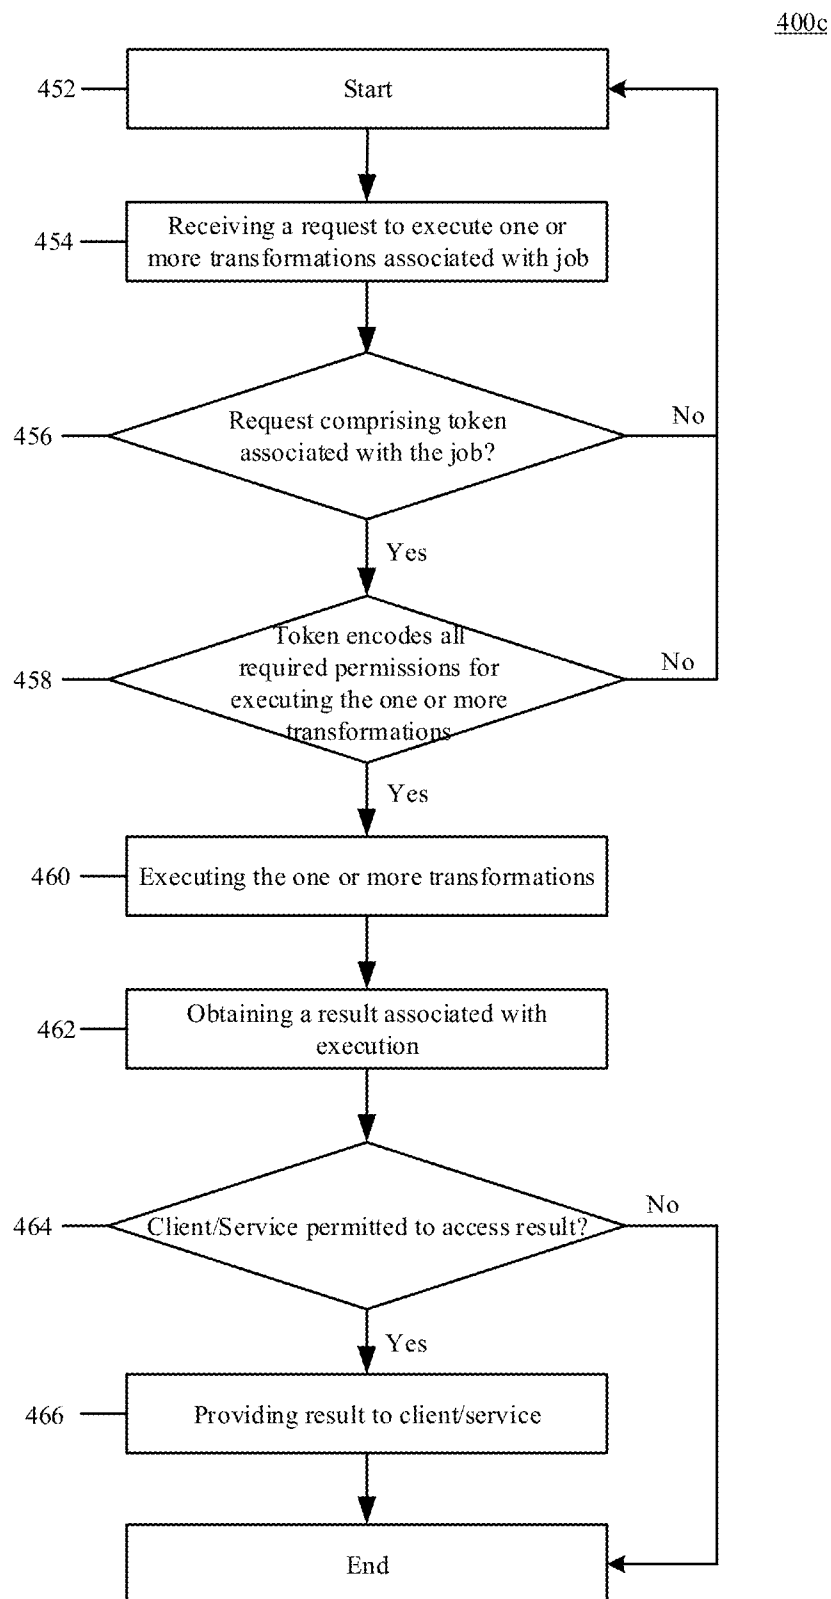 400c
452
Start
454
Receiving a request to execute one or
more transformations associated with job
456
Request comprising token
associated with the job?
No
Yes
458
Token encodes all
required permissions for
executing the one or more
transformations
No
Yes
460
Executing the one or more transformations
462
Obtaining a result associated with
execution
464
Client/Service permitted to access result?
No
Yes
466
Providing result to client/service
End